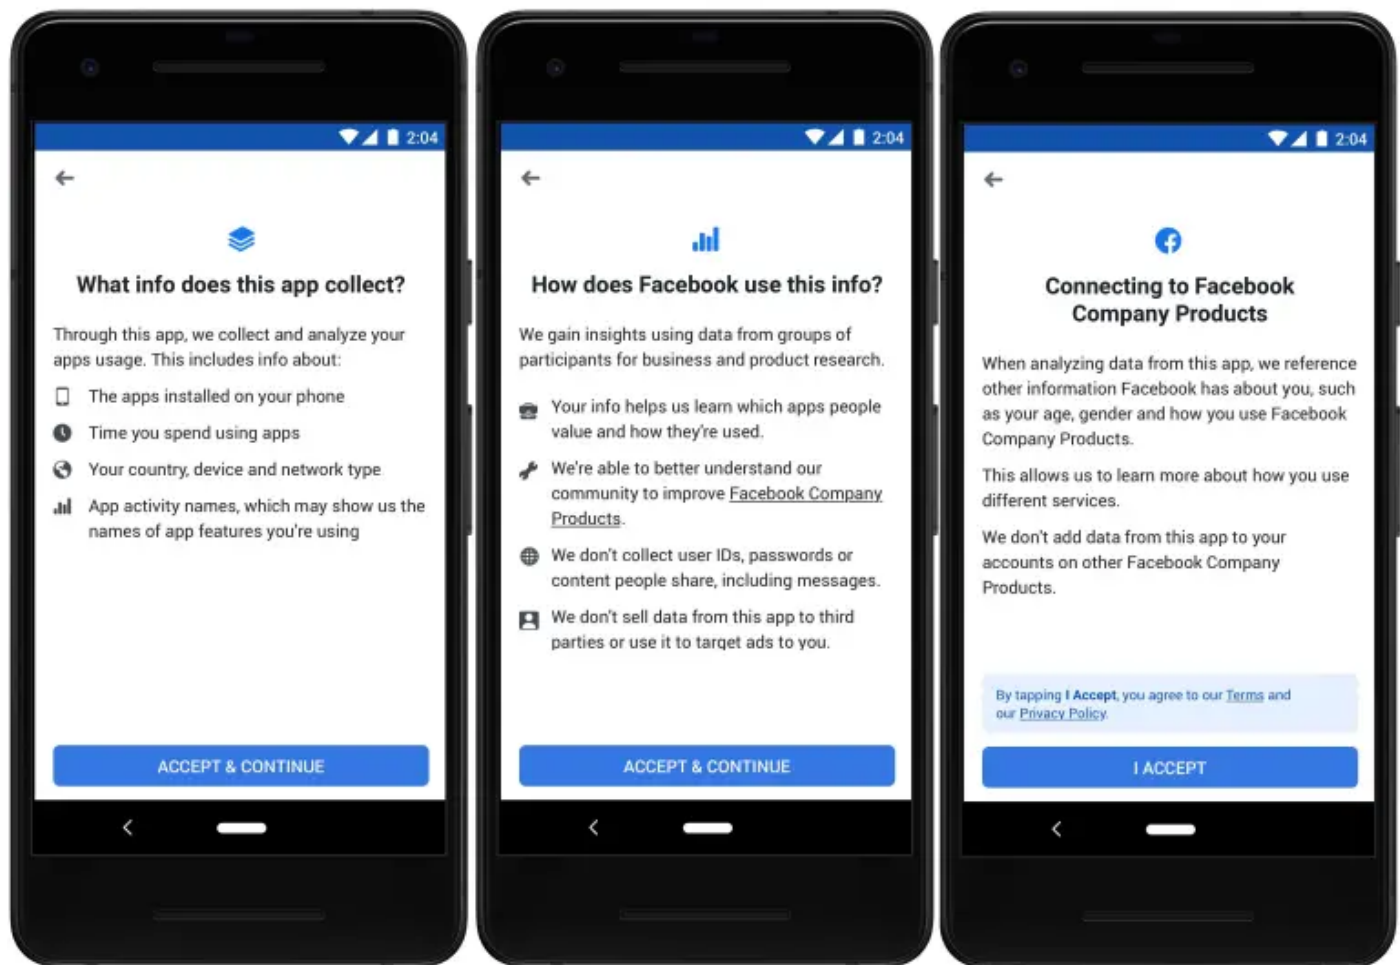 2:04
What info does this app collect?
Through this app, we collect and analyze your
apps usage. This includes info about:
The apps installed on your phone
Time you spend using apps
Your country, device and network type
App activity names, which may show us the
names of app features you're using
ACCEPT & CONTINUE
2:04
How does Facebook use this info?
We gain insights using data from groups of
participants for business and product research.
Your info helps us learn which apps people
value and how they're used.
We're able to better understand our
community to improve Facebook Company
Products.
We don't collect user IDs, passwords or
content people share, including messages.
We don't sell data from this app to third
parties or use it to target ads to you.
ACCEPT & CONTINUE
2:04
Connecting to Facebook
Company Products
When analyzing data from this app, we reference
other information Facebook has about you, such
as your age, gender and how you use Facebook
Company Products.
This allows us to learn more about how you use
different services.
We don't add data from this app to your
accounts on other Facebook Company
Products.
By tapping I Accept, you agree to our Terms and
our Privacy Policy.
I ACCEPT